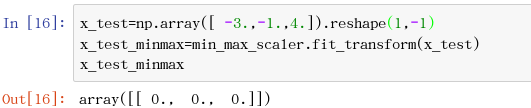 In [16]: x_test=np.array([ -3.,-1.,4.]).reshape(1,-1)
x_test_minmax=min_max_scaler.fit_transform(x_test)
x_test_minmax
Out[16]: array([[ 0., 0., 0.]])